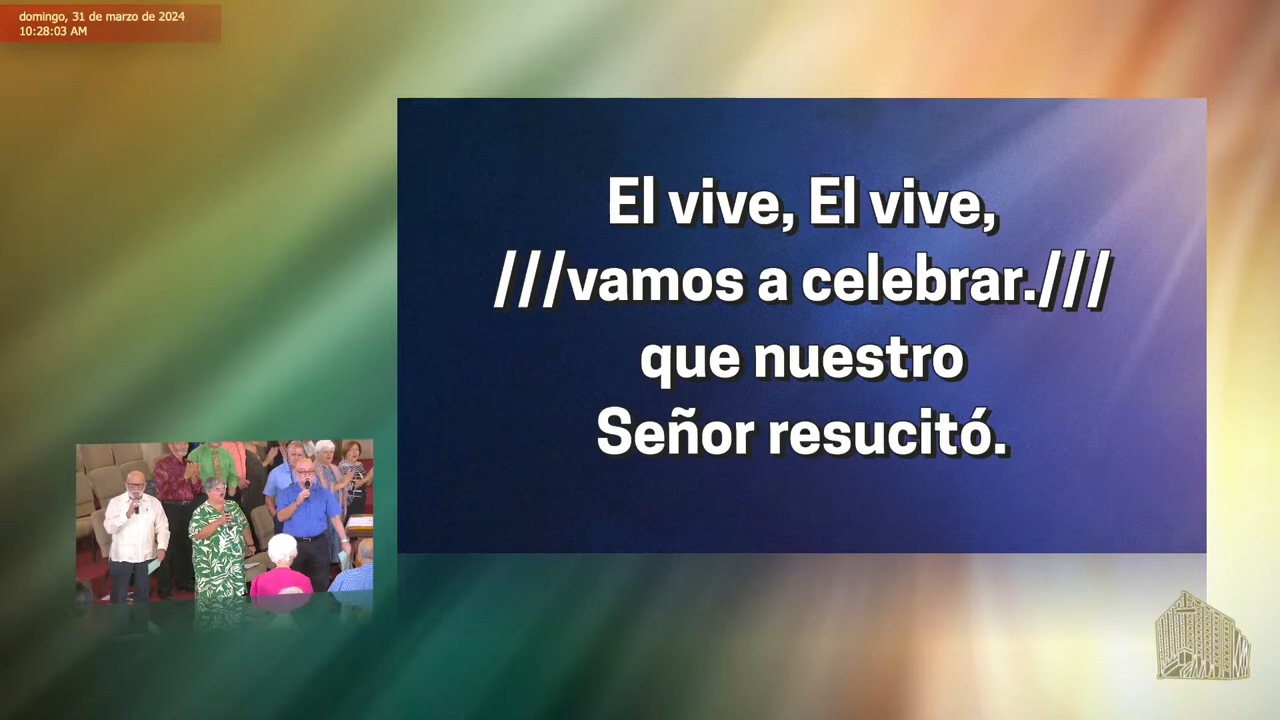 domingo, 31 de marzo de 2024
10:28:03 AM
El vive, El vive,
///vamos a celebrar.///
que nuestro
Señor resucitó.